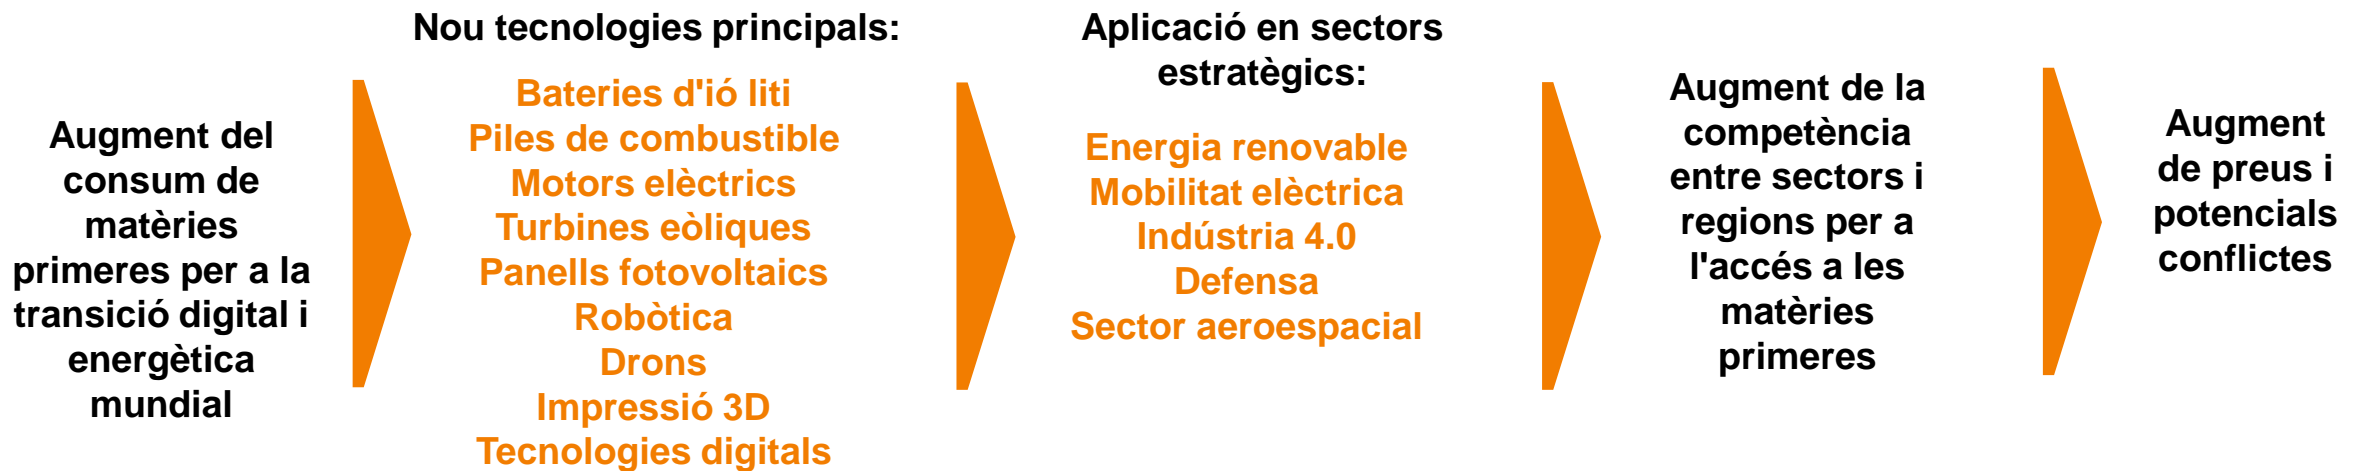 Augment del
consum de
matèries
primeres per a la
transició digital i
energètica
mundial
Nou tecnologies principals:
Bateries d'ió liti
Piles de combustible
Motors elèctrics
Turbines eòliques
Panells fotovoltaics
Robòtica
Drons
Impressió 3D
Tecnologies digitals
Aplicació en sectors
estratègics:
Energia renovable
Mobilitat elèctrica
Indústria 4.0
Defensa
Sector aeroespacial
Augment de la
competència
entre sectors i
regions per a
l'accés a les
matèries
primeres
Augment
de preus i
potencials
conflictes